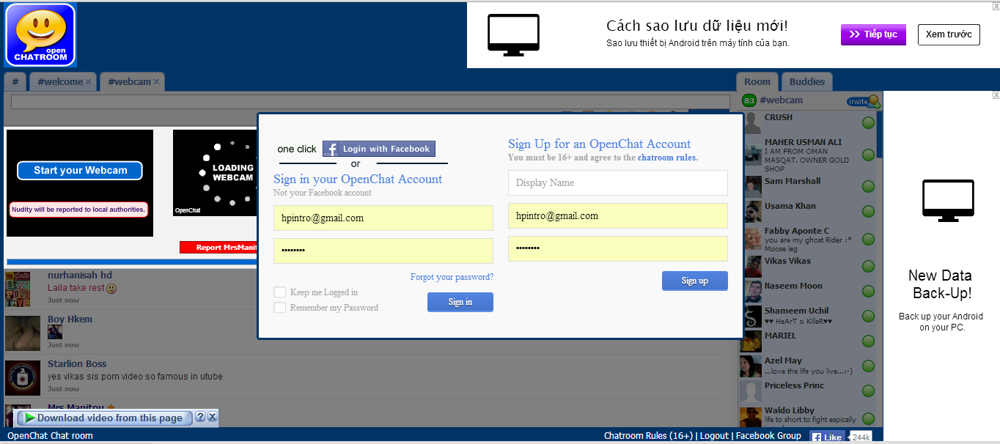 open
CHATROOM
Cách sao lưu dữ liệu mới!
Sao lưu thiết bị Android trên máy tính của bạn.
Tiếp tục
Xem trước
#
#welcome ×
#webcam ×
Room
Buddies
83 #webcam
invite
Start your Webcam
Nudity will be reported to local authorities.
LOADING
WEBCAM
OpenChat
Report MrsManit
one click
Login with Facebook
or
Sign in your OpenChat Account
Not your Facebook account
hpintro@gmail.com
••••••••
Forgot your password?
Keep me Logged in
Remember my Password
Sign in
Sign Up for an OpenChat Account
You must be 16+ and agree to the chatroom rules.
Display Name
hpintro@gmail.com
••••••••
Sign up
nurhanisah hd
Laila take rest
Just now
Boy Hkem
Just now
Starlion Boss
yes vikas sis porn video so famous in utube
Just now
Mrs Manitou
Download video from this page
?
CRUSH
MAHER USMAN ALI
I AM FROM OMAN
MASQAT. OWNER GOLD
SHOP
Sam Marshall
Usama Khan
Fabby Aponte C
you are my ghost Rider :*
Moose leg
Vikas Vikas
Naseem Moon
Shameem Uchil
♥♥ HeArT ≈ KilleR♥♥
MARIEL
Azel May
...love the life you live...:-)
Priceless Princ
Waldo Libby
life to short to fight espically
New Data
Back-Up!
Back up your Android
on your PC.
OpenChat Chat room
Chatroom Rules (16+) | Logout | Facebook Group
Like
244k